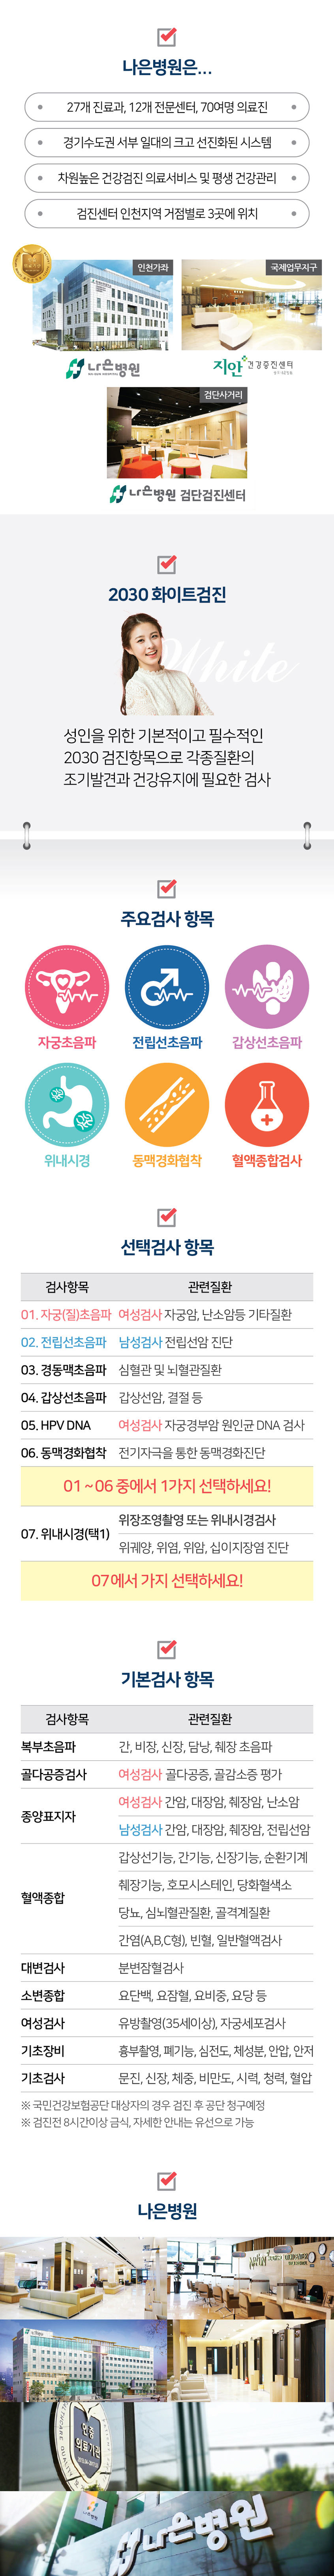 나은병원은...
27개 진료과, 12개 전문센터, 70여명 의료진
경기수도권 서부 일대의 크고 선진화된 시스템
차원높은 건강검진 의료서비스 및 평생 건강관리
검진센터 인천지역 거점별로 3곳에 위치
인천가좌
국제업무지구
나은병원
지안 건강증진센터
검단사거리
나은병원 검단검진센터
2030 화이트검진
White
성인을 위한 기본적이고 필수적인
2030 검진항목으로 각종질환의
조기발견과 건강유지에 필요한 검사
주요검사 항목
자궁초음파 전립선초음파 갑상선초음파
위내시경 동맥경화협착 혈액종합검사
선택검사 항목
검사항목 관련질환
01. 자궁(질)초음파 여성검사 자궁암, 난소암등 기타질환
02. 전립선초음파 남성검사 전립선암 진단
03. 경동맥초음파 심혈관 및 뇌혈관질환
04. 갑상선초음파 갑상선암, 결절 등
05. HPV DNA 여성검사 자궁경부암 원인균 DNA 검사
06. 동맥경화협착 전기자극을 통한 동맥경화진단
01 ~ 06 중에서 1가지 선택하세요!
07. 위내시경(택1) 위장조영촬영 또는 위내시경검사
위궤양, 위염, 위암, 십이지장염 진단
07에서 가지 선택하세요!
기본검사 항목
검사항목 관련질환
복부초음파 간, 비장, 신장, 담낭, 췌장 초음파
골다공증검사 여성검사 골다공증, 골감소증 평가
종양표지자 여성검사 간암, 대장암, 췌장암, 난소암
남성검사 간암, 대장암, 췌장암, 전립선암
혈액종합 갑상선기능, 간기능, 신장기능, 순환기계
췌장기능, 호모시스테인, 당화혈색소
당뇨, 심뇌혈관질환, 골격계질환
간염(A,B,C형), 빈혈, 일반혈액검사
대변검사 분변잠혈검사
소변종합 요단백, 요잠혈, 요비중, 요당 등
여성검사 유방촬영(35세이상), 자궁세포검사
기초장비 흉부촬영, 폐기능, 심전도, 체성분, 안압, 안저
기초검사 문진, 신장, 체중, 비만도, 시력, 청력, 혈압
※ 국민건강보험공단 대상자의 경우 검진 후 공단 청구예정
※ 검진전 8시간이상 금식, 자세한 안내는 유선으로 가능
나은병원
인증
의료기관
나은병원